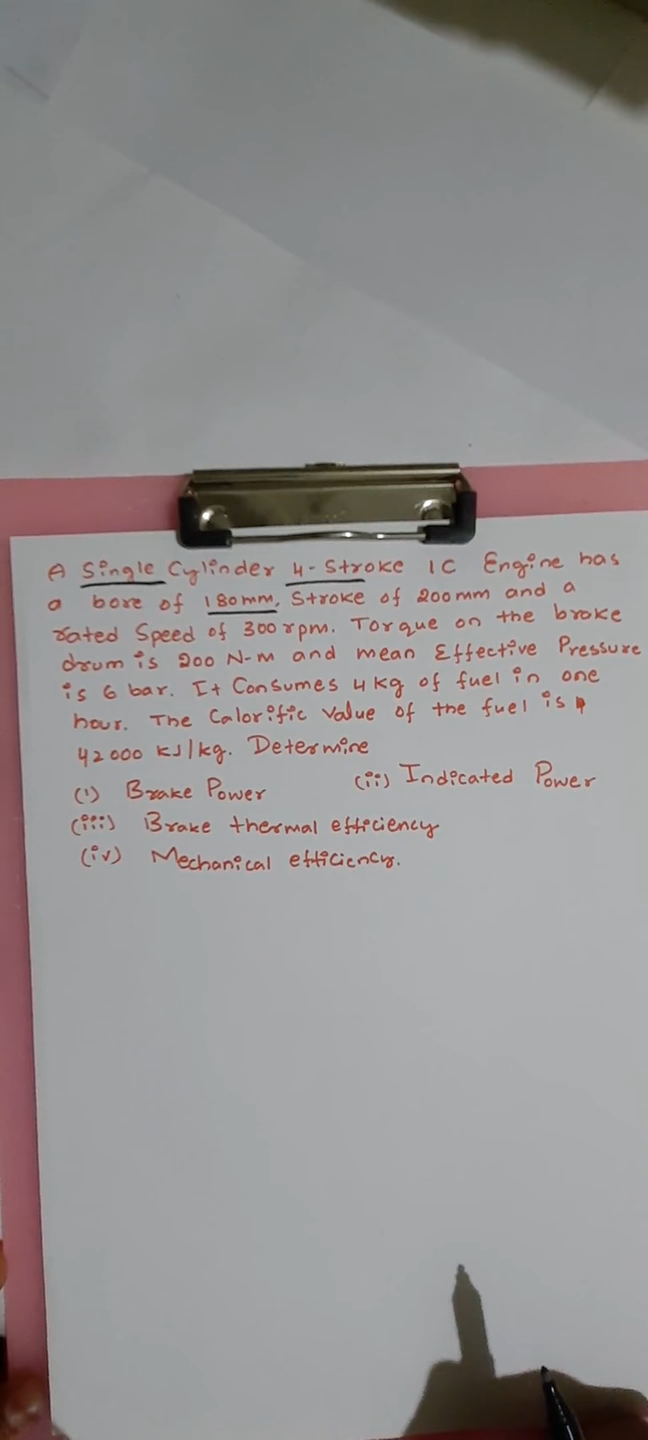 A Single Cylinder 4-Stroke IC Engine has
a bore of 180mm, Stroke of 200mm and a
rated Speed of 300 rpm. Torque on the brake
drum is 200 N-m and mean Effective Pressure
is 6 bar. It Consumes 4 kg of fuel in one
hour. The Calorific value of the fuel is
42000 kJ/kg. Determine
(i) Brake Power (ii) Indicated Power
(iii) Brake thermal efficiency
(iv) Mechanical efficiency.